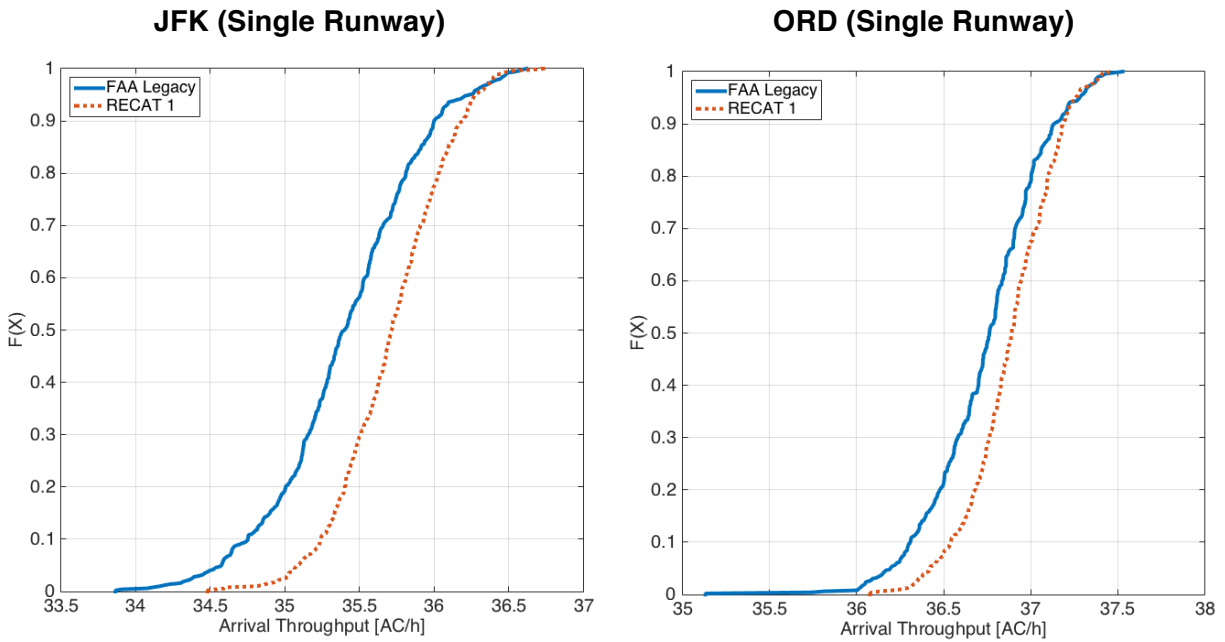 JFK (Single Runway)
FAA Legacy
RECAT 1
1
0.9
0.8
0.7
0.6
0.5
0.4
0.3
0.2
0.1
0
F(X)
33.5 34 34.5 35 35.5 36 36.5 37
Arrival Throughput [AC/h]
ORD (Single Runway)
FAA Legacy
RECAT 1
1
0.9
0.8
0.7
0.6
0.5
0.4
0.3
0.2
0.1
0
F(X)
35 35.5 36 36.5 37 37.5 38
Arrival Throughput [AC/h]